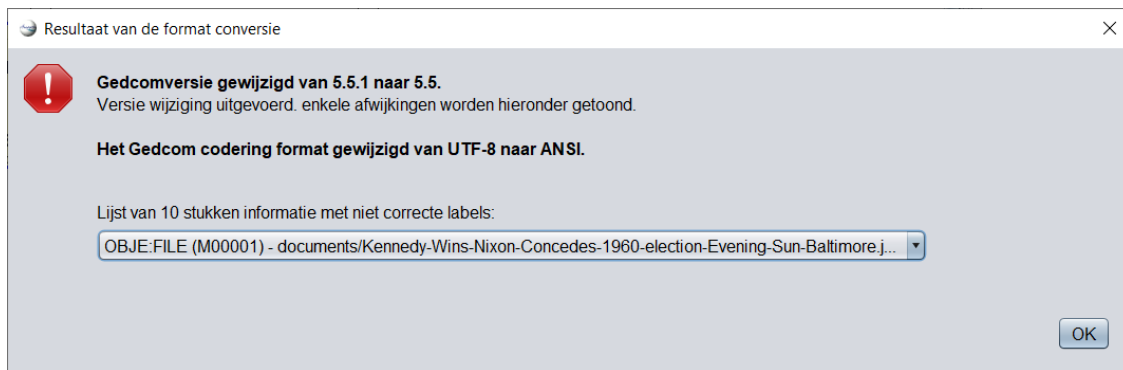 Resultaat van de format conversie
Gedcomversie gewijzigd van 5.5.1 naar 5.5.
Versie wijziging uitgevoerd. enkele afwijkingen worden hieronder getoond.
Het Gedcom codering format gewijzigd van UTF-8 naar ANSI.
Lijst van 10 stukken informatie met niet correcte labels:
OBJE:FILE (M00001) - documents/Kennedy-Wins-Nixon-Concedes-1960-election-Evening-Sun-Baltimore.j...
OK